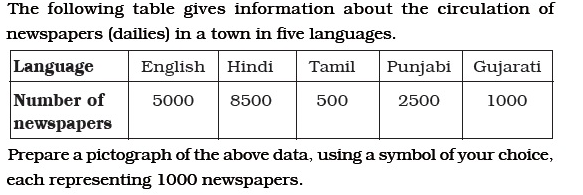 The following table gives information about the circulation of
newspapers (dailies) in a town in five languages.
Language English Hindi Tamil Punjabi Gujarati
Number of 5000 8500 500 2500 1000
newspapers
Prepare a pictograph of the above data, using a symbol of your choice,
each representing 1000 newspapers.